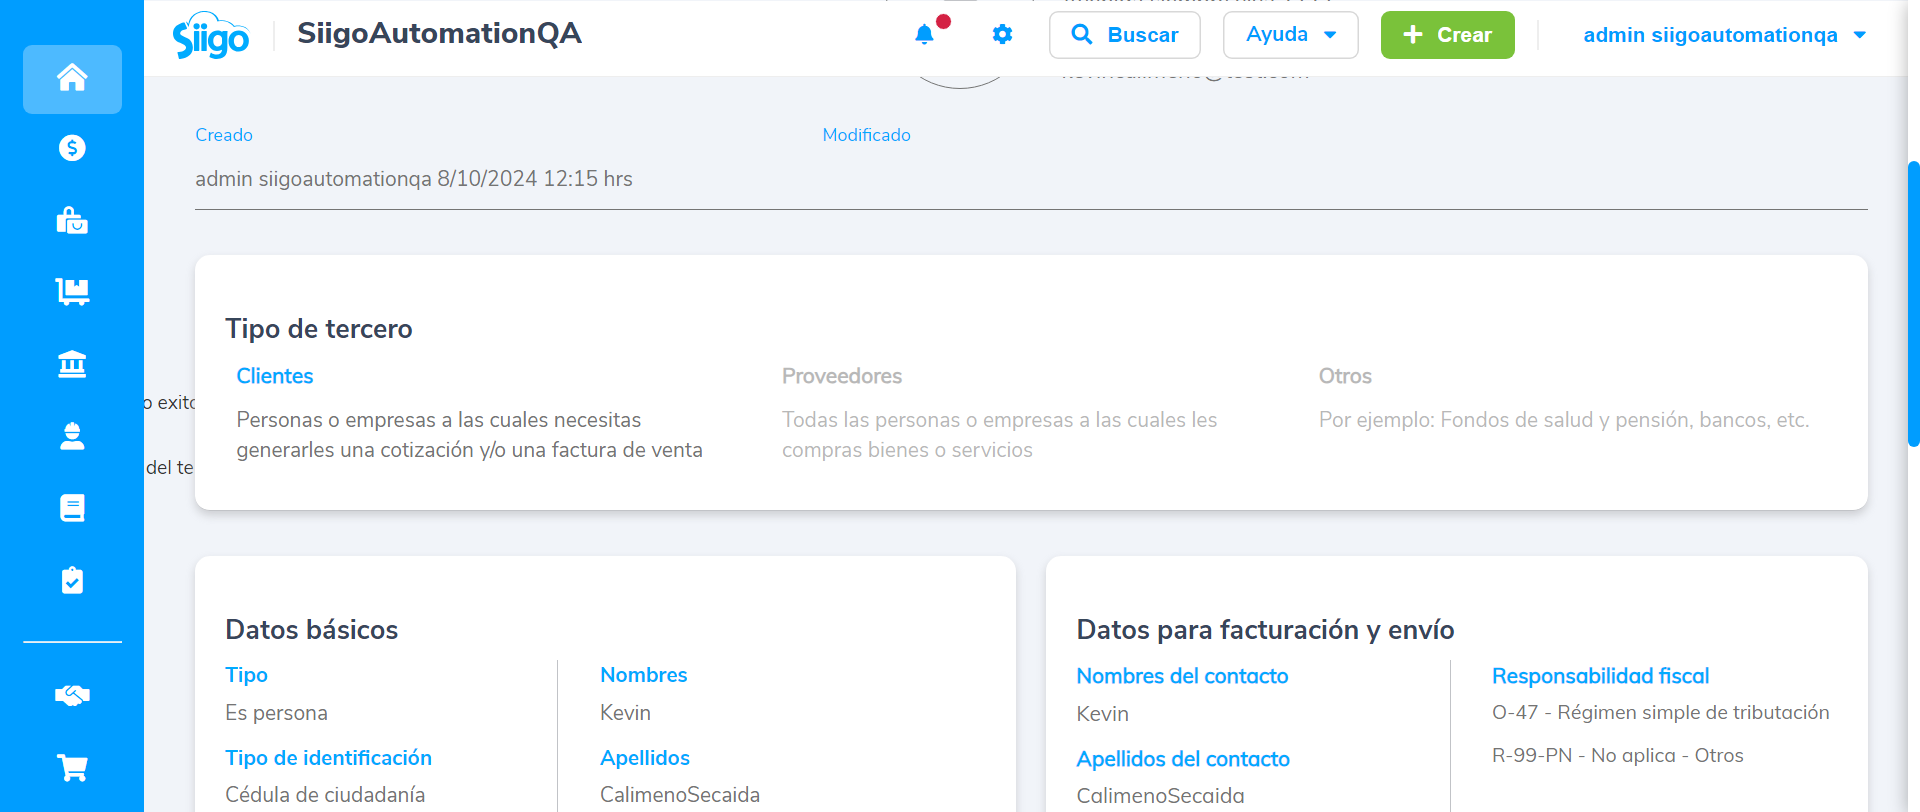 Siigo
SiigoAutomationQA
Buscar
Ayuda
Crear
admin siigoautomationqa
Creado
Modificado
admin siigoautomationqa 8/10/2024 12:15 hrs
Tipo de tercero
Clientes
Personas o empresas a las cuales necesitas
generarles una cotización y/o una factura de venta
Proveedores
Todas las personas o empresas a las cuales les
compras bienes o servicios
Otros
Por ejemplo: Fondos de salud y pensión, bancos, etc.
o exito
del te
Datos básicos
Tipo
Es persona
Tipo de identificación
Cédula de ciudadanía
Nombres
Kevin
Apellidos
CalimenoSecaida
Datos para facturación y envío
Nombres del contacto
Kevin
Apellidos del contacto
CalimenoSecaida
Responsabilidad fiscal
O-47 - Régimen simple de tributación
R-99-PN - No aplica - Otros